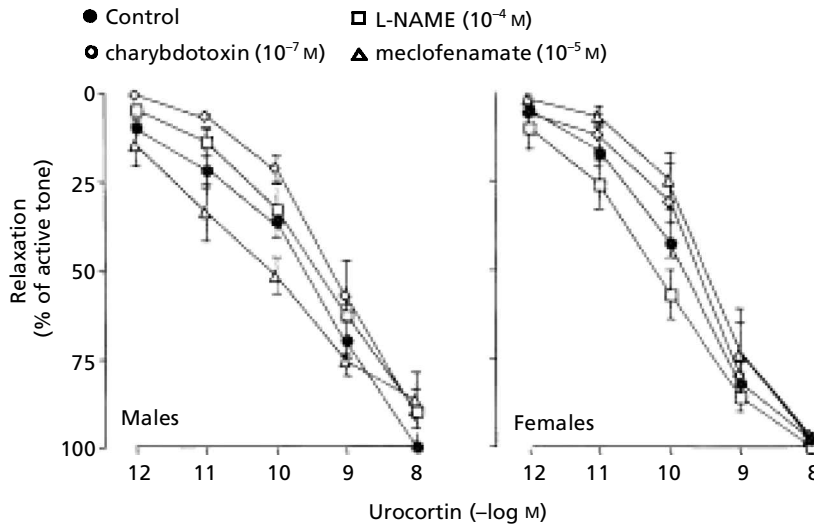 Control
L-NAME (10⁻⁴ M)
charybdotoxin (10⁻⁷ M)
meclofenamate (10⁻⁵ M)
Relaxation
(% of active tone)
0
25
50
75
100
Males
Females
12 11 10 9 8
12 11 10 9 8
Urocortin (–log M)